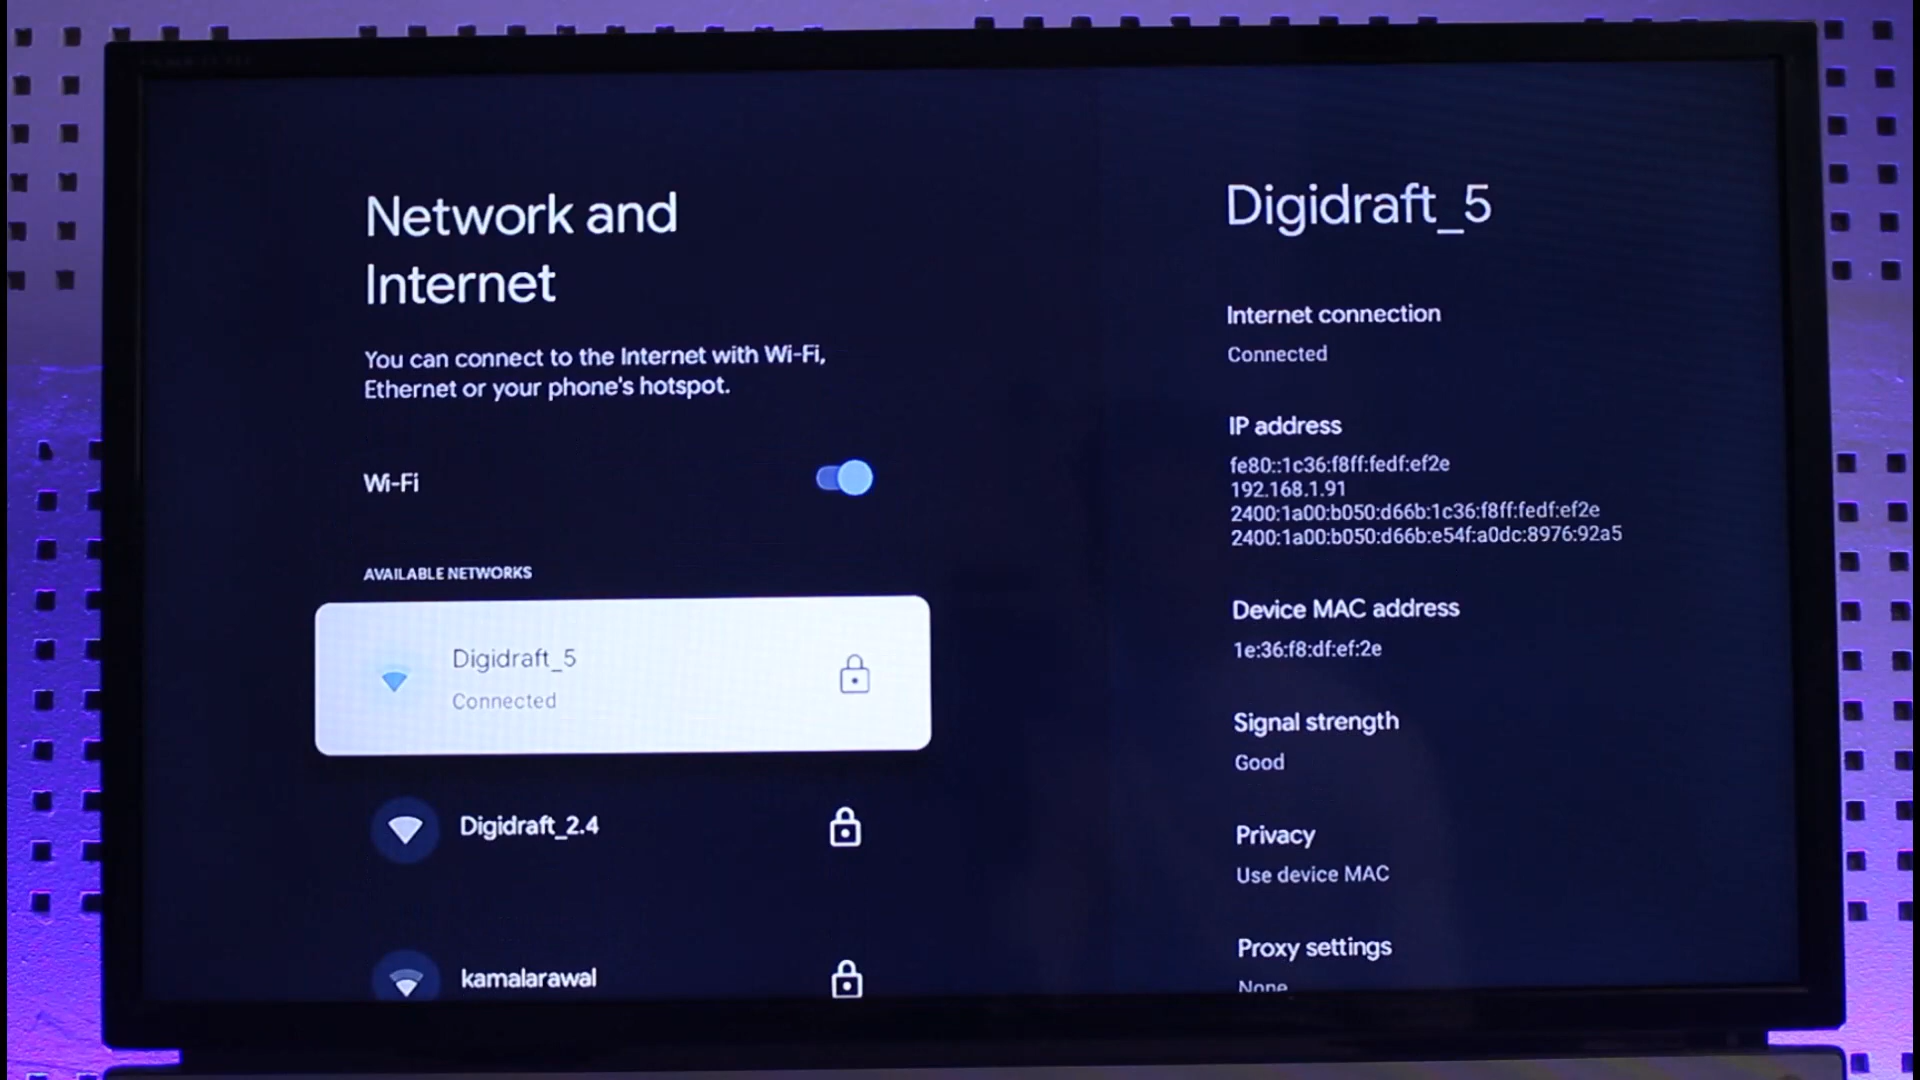 Network and
Internet
You can connect to the Internet with Wi-Fi,
Ethernet or your phone's hotspot.
Wi-Fi
AVAILABLE NETWORKS
Digidraft_5
Connected
Digidraft_2.4
kamalarawal
Digidraft_5
Internet connection
Connected
IP address
fe80::1c36:f8ff:fedf:ef2e
192.168.1.91
2400:1a00:b050:d66b:1c36:f8ff:fedf:ef2e
2400:1a00:b050:d66b:e54f:a0dc:8976:92a5
Device MAC address
1e:36:f8:df:ef:2e
Signal strength
Good
Privacy
Use device MAC
Proxy settings
None